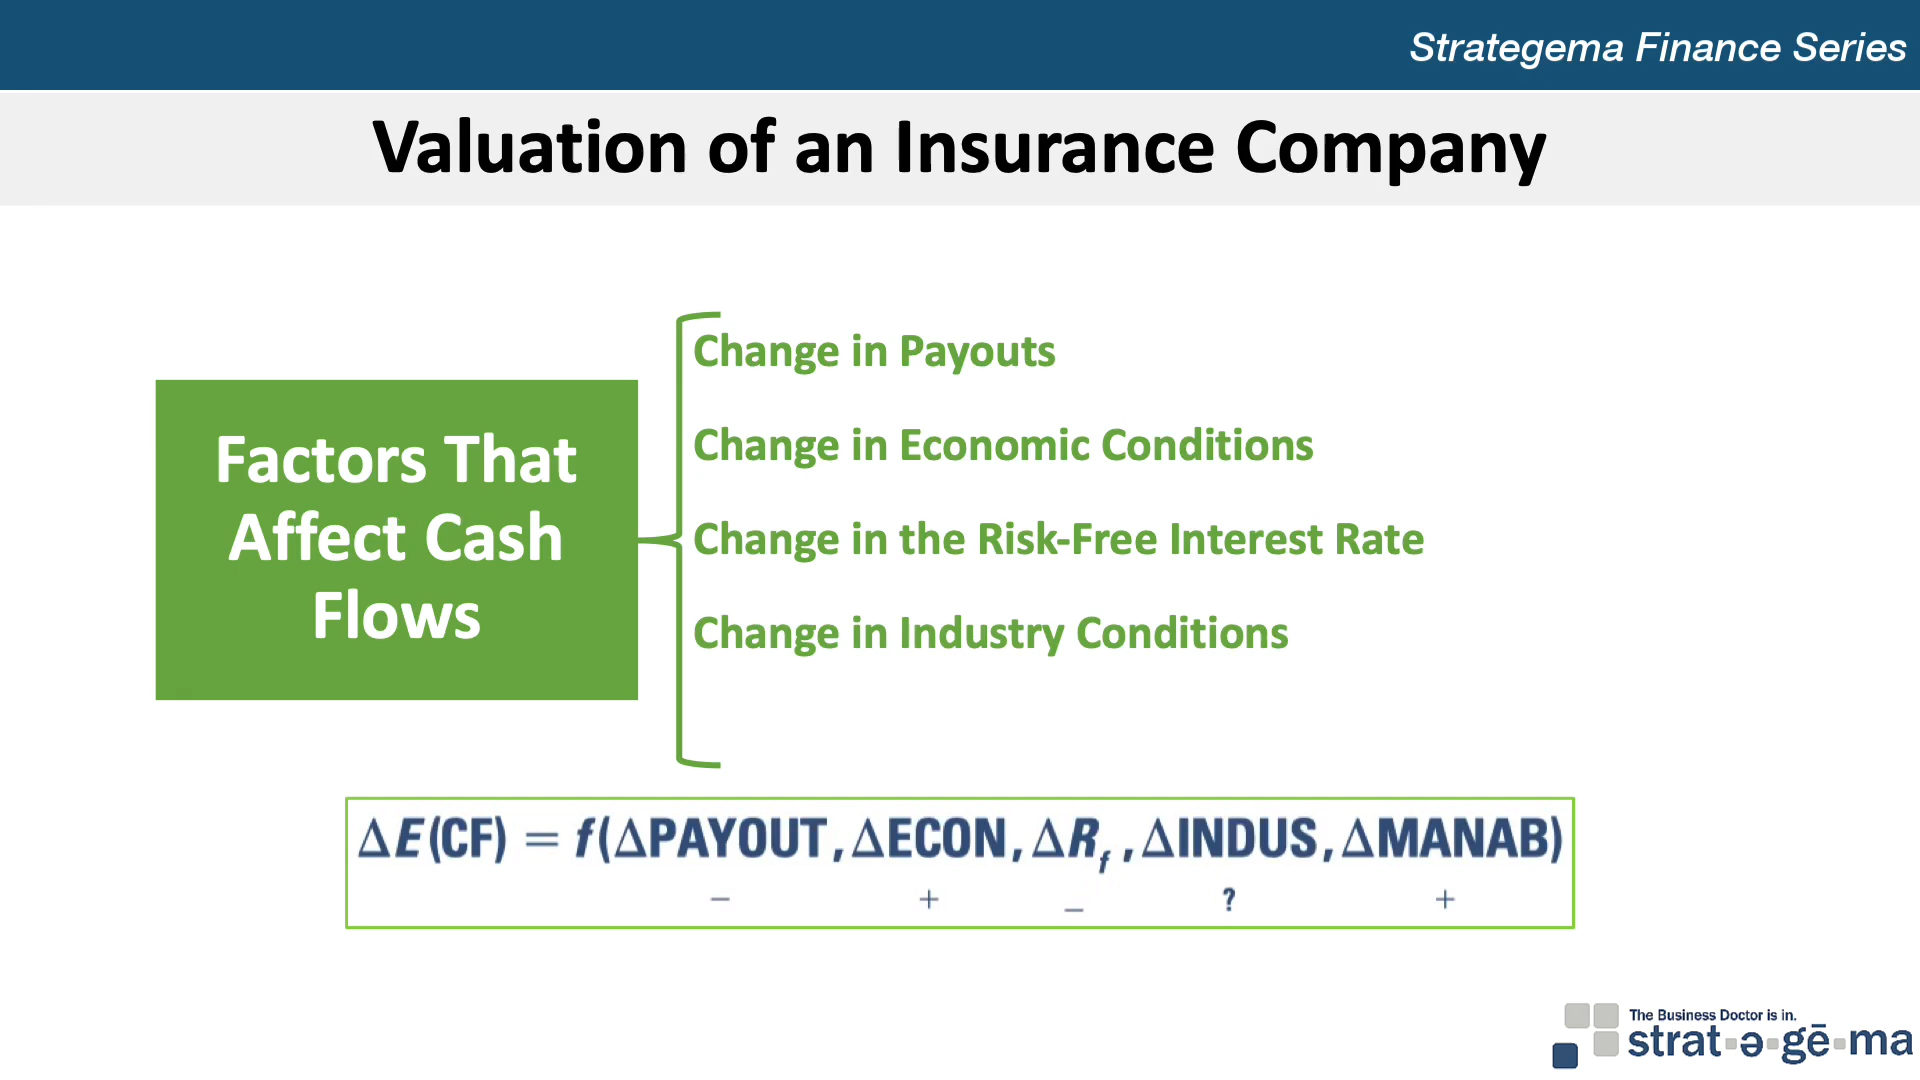 Strategema Finance Series
Valuation of an Insurance Company
Factors That
Affect Cash
Flows
Change in Payouts
Change in Economic Conditions
Change in the Risk-Free Interest Rate
Change in Industry Conditions
ΔE(CF) = f(ΔPAYOUT, ΔECON, ΔR_f, ΔINDUS, ΔMANAB)
− + − ? +
The Business Doctor is in.
strat-ə-gē-ma